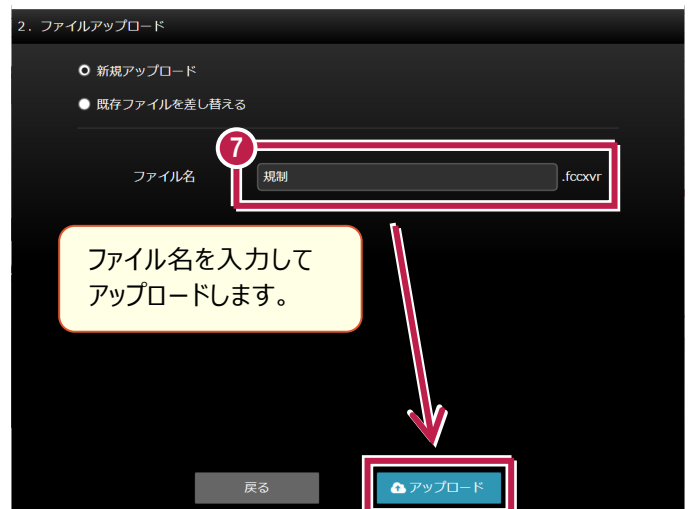 2. ファイルアップロード
新規アップロード
既存ファイルを差し替える
7
ファイル名
規制
.fccxvr
ファイル名を入力して
アップロードします。
戻る
アップロード